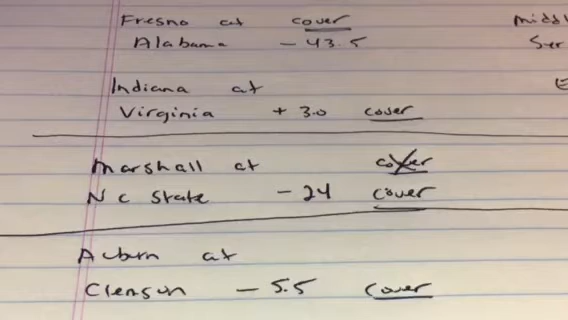 Fresno at cover
Alabama - 43.5
Indiana at
Virginia + 3.0 cover
Marshall at cover
NC State - 24 cover
Auburn at
Clemson - 5.5 cover